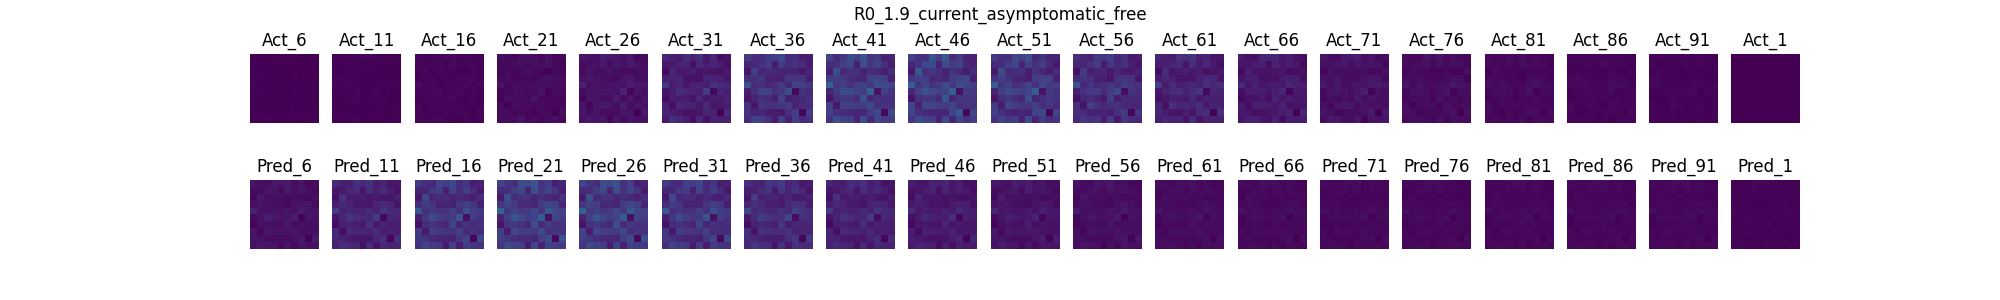 R0_1.9_current_asymptomatic_free
Act_6 Act_11 Act_16 Act_21 Act_26 Act_31 Act_36 Act_41 Act_46 Act_51 Act_56 Act_61 Act_66 Act_71 Act_76 Act_81 Act_86 Act_91 Act_1
Pred_6 Pred_11 Pred_16 Pred_21 Pred_26 Pred_31 Pred_36 Pred_41 Pred_46 Pred_51 Pred_56 Pred_61 Pred_66 Pred_71 Pred_76 Pred_81 Pred_86 Pred_91 Pred_1